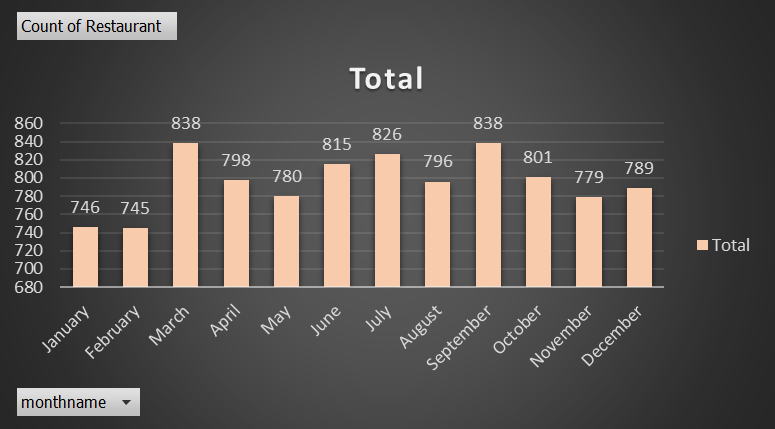 Count of Restaurant
Total
860
840
820
800
780
760
740
720
700
680
746
745
838
798
780
815
826
796
838
801
779
789
January
February
March
April
May
June
July
August
September
October
November
December
Total
monthname